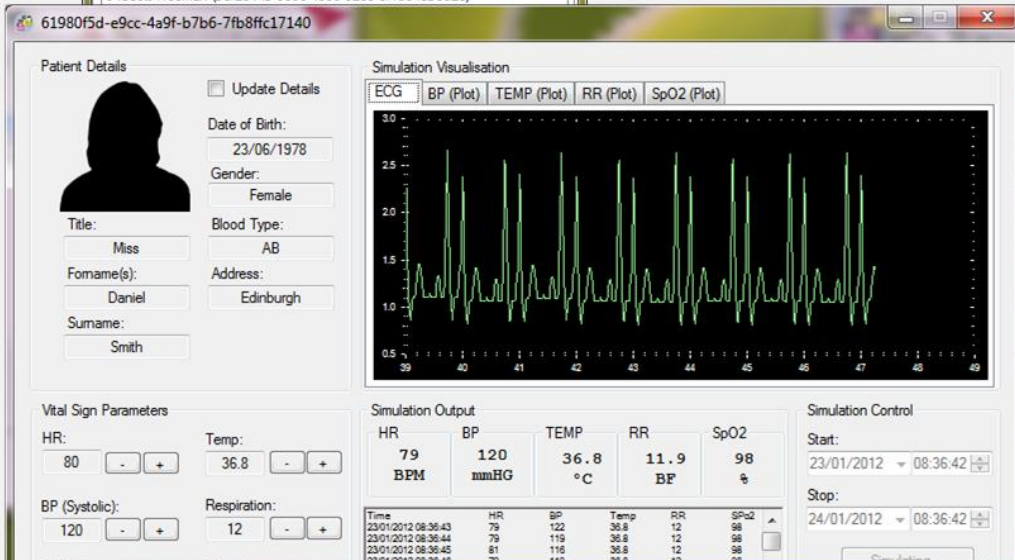 61980f5d-e9cc-4a9f-b7b6-7fb8ffc17140
Patient Details
Update Details
Date of Birth:
23/06/1978
Gender:
Female
Title:
Blood Type:
Miss
AB
Forname(s):
Address:
Daniel
Edinburgh
Surname:
Smith
Simulation Visualisation
ECG BP (Plot) TEMP (Plot) RR (Plot) SpO2 (Plot)
3.0
2.5
2.0
1.5
1.0
0.5
39 40 41 42 43 44 45 46 47 48 49
Vital Sign Parameters
HR:
Temp:
80 - + 36.8 - +
BP (Systolic):
Respiration:
120 - + 12 - +
Simulation Output
HR BP TEMP RR SpO2
79 120 36.8 11.9 98
BPM mmHG °C BF %
Time HR BP Temp RR SPo2
23/01/2012 08:36:43 79 122 36.8 12 98
23/01/2012 08:36:44 79 119 36.8 12 98
23/01/2012 08:36:45 81 116 36.8 12 98
Simulation Control
Start:
23/01/2012 08:36:42
Stop:
24/01/2012 08:36:42
Simulating